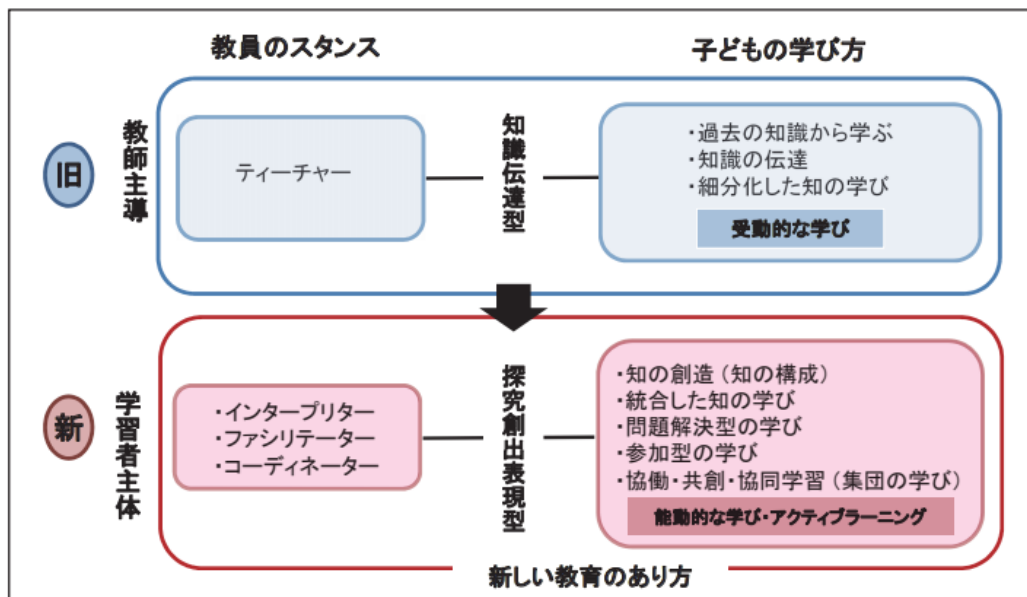 教員のスタンス
子どもの学び方
旧
教師主導
ティーチャー
知識伝達型
・過去の知識から学ぶ
・知識の伝達
・細分化した知の学び
受動的な学び
新
学習者主体
・インタープリター
・ファシリテーター
・コーディネーター
探究創出表現型
・知の創造（知の構成）
・統合した知の学び
・問題解決型の学び
・参加型の学び
・協働・共創・協同学習（集団の学び）
能動的な学び・アクティブラーニング
新しい教育のあり方